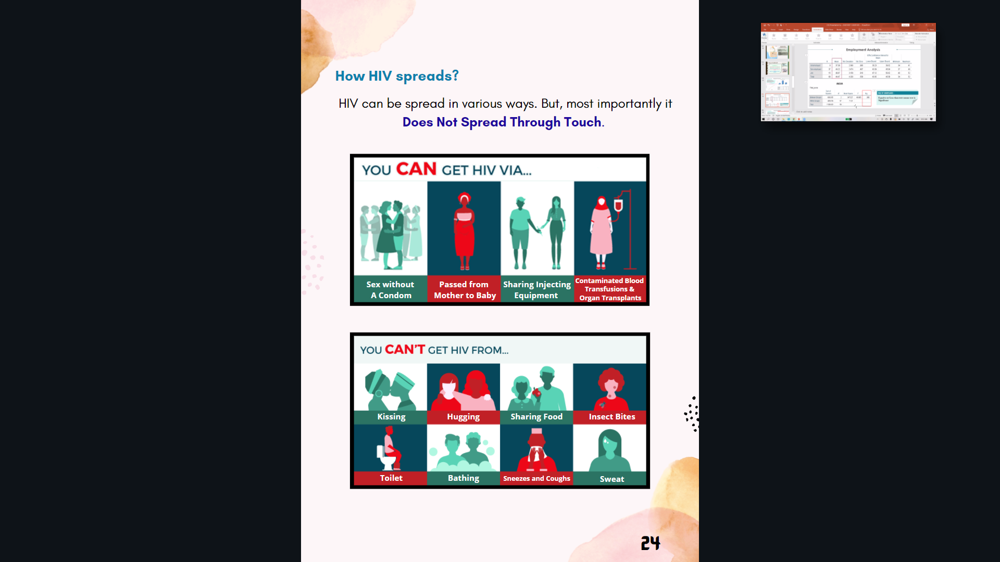 How HIV spreads?
HIV can be spread in various ways. But, most importantly it
Does Not Spread Through Touch.
YOU CAN GET HIV VIA...
Sex without
A Condom
Passed from
Mother to Baby
Sharing Injecting
Equipment
Contaminated Blood
Transfusions &
Organ Transplants
YOU CAN'T GET HIV FROM...
Kissing
Hugging
Sharing Food
Insect Bites
Toilet
Bathing
Sneezes and Coughs
Sweat
24
Employment Analysis
ANOVA